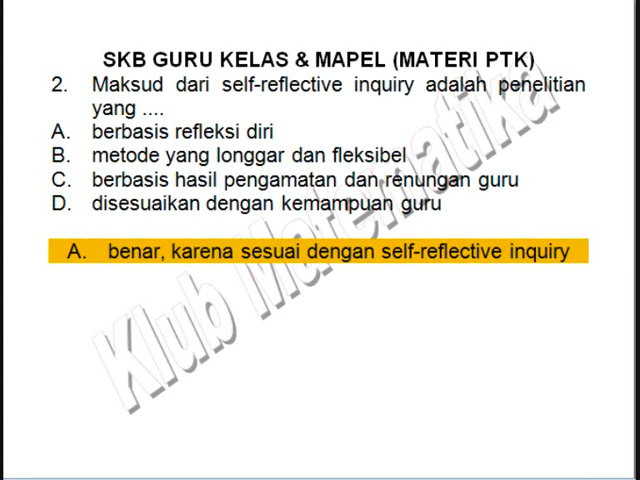 SKB GURU KELAS & MAPEL (MATERI PTK)
2. Maksud dari self-reflective inquiry adalah penelitian
yang ....
A. berbasis refleksi diri
B. metode yang longgar dan fleksibel
C. berbasis hasil pengamatan dan renungan guru
D. disesuaikan dengan kemampuan guru
A. benar, karena sesuai dengan self-reflective inquiry
Klub Matematika